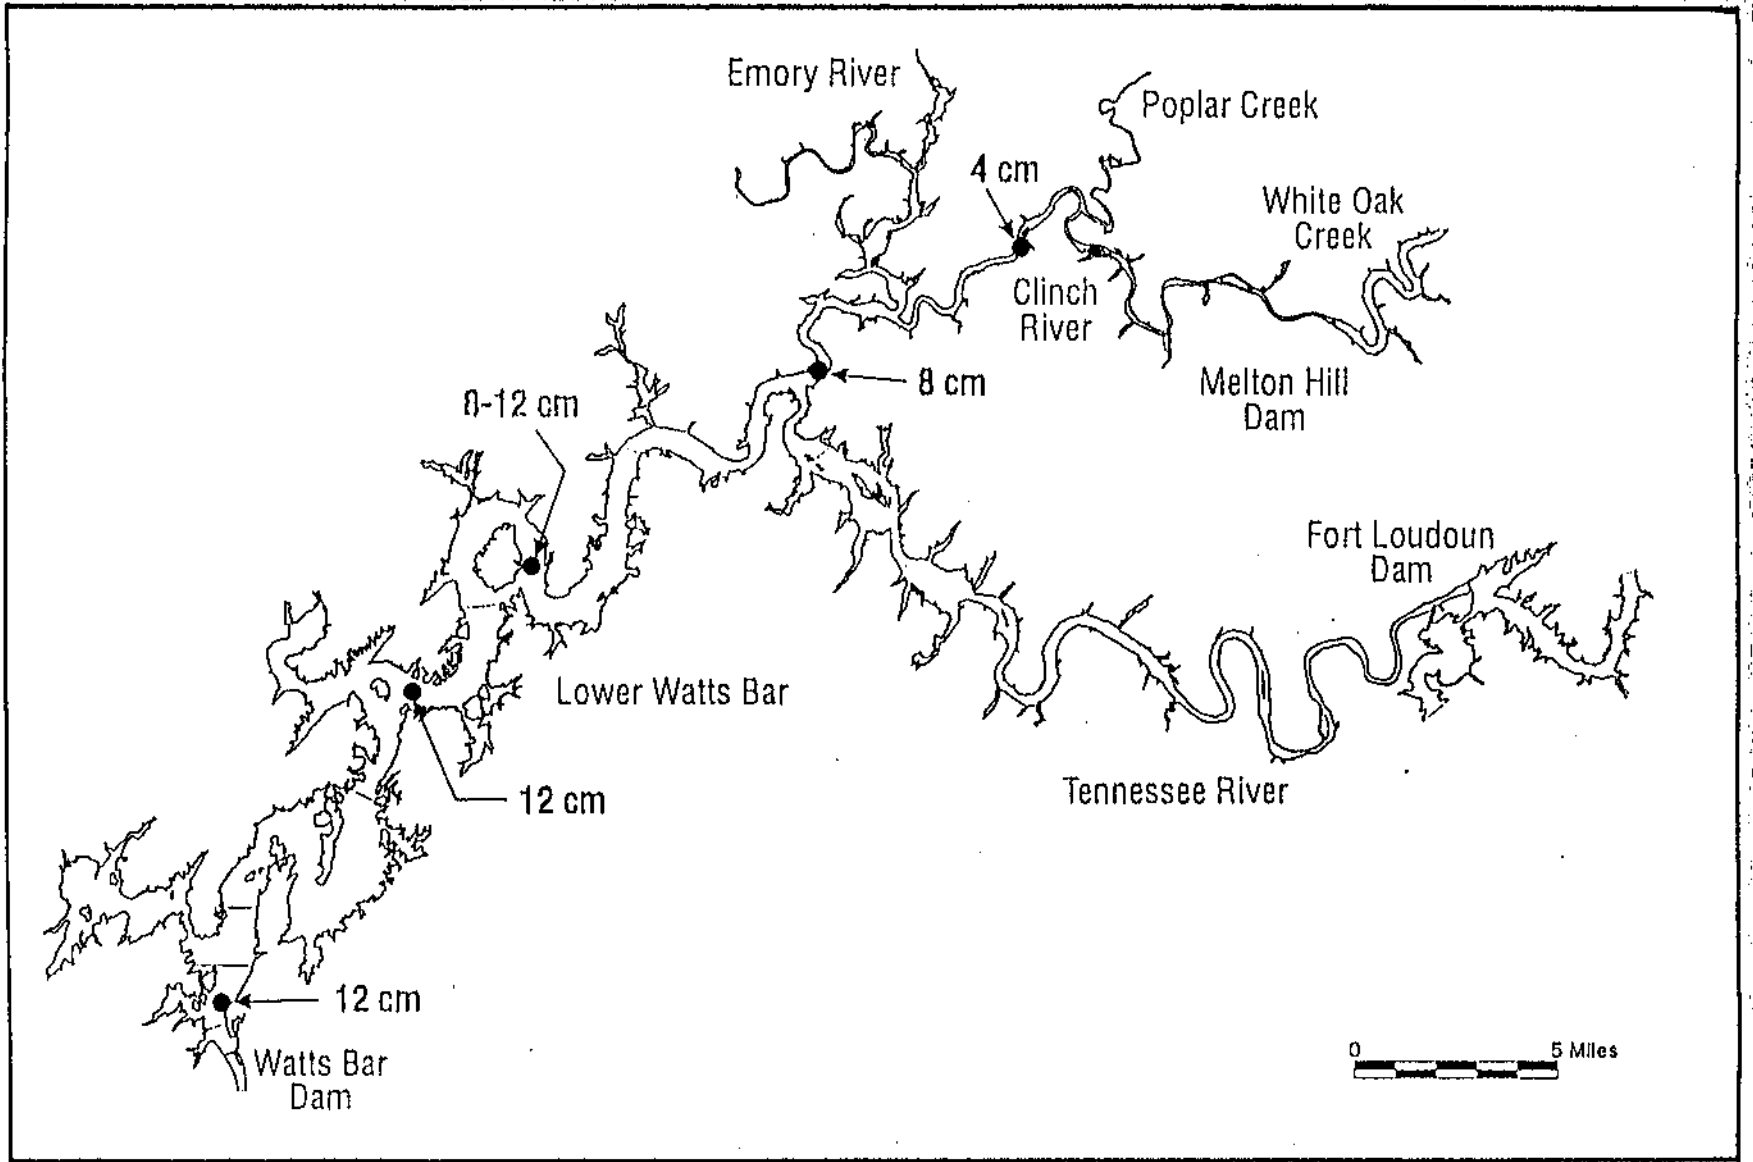 Emory River
Poplar Creek
4 cm
White Oak
Creek
Clinch
River
8 cm
Melton Hill
Dam
8-12 cm
Fort Loudoun
Dam
Lower Watts Bar
Tennessee River
12 cm
12 cm
Watts Bar
Dam
0
5 Miles